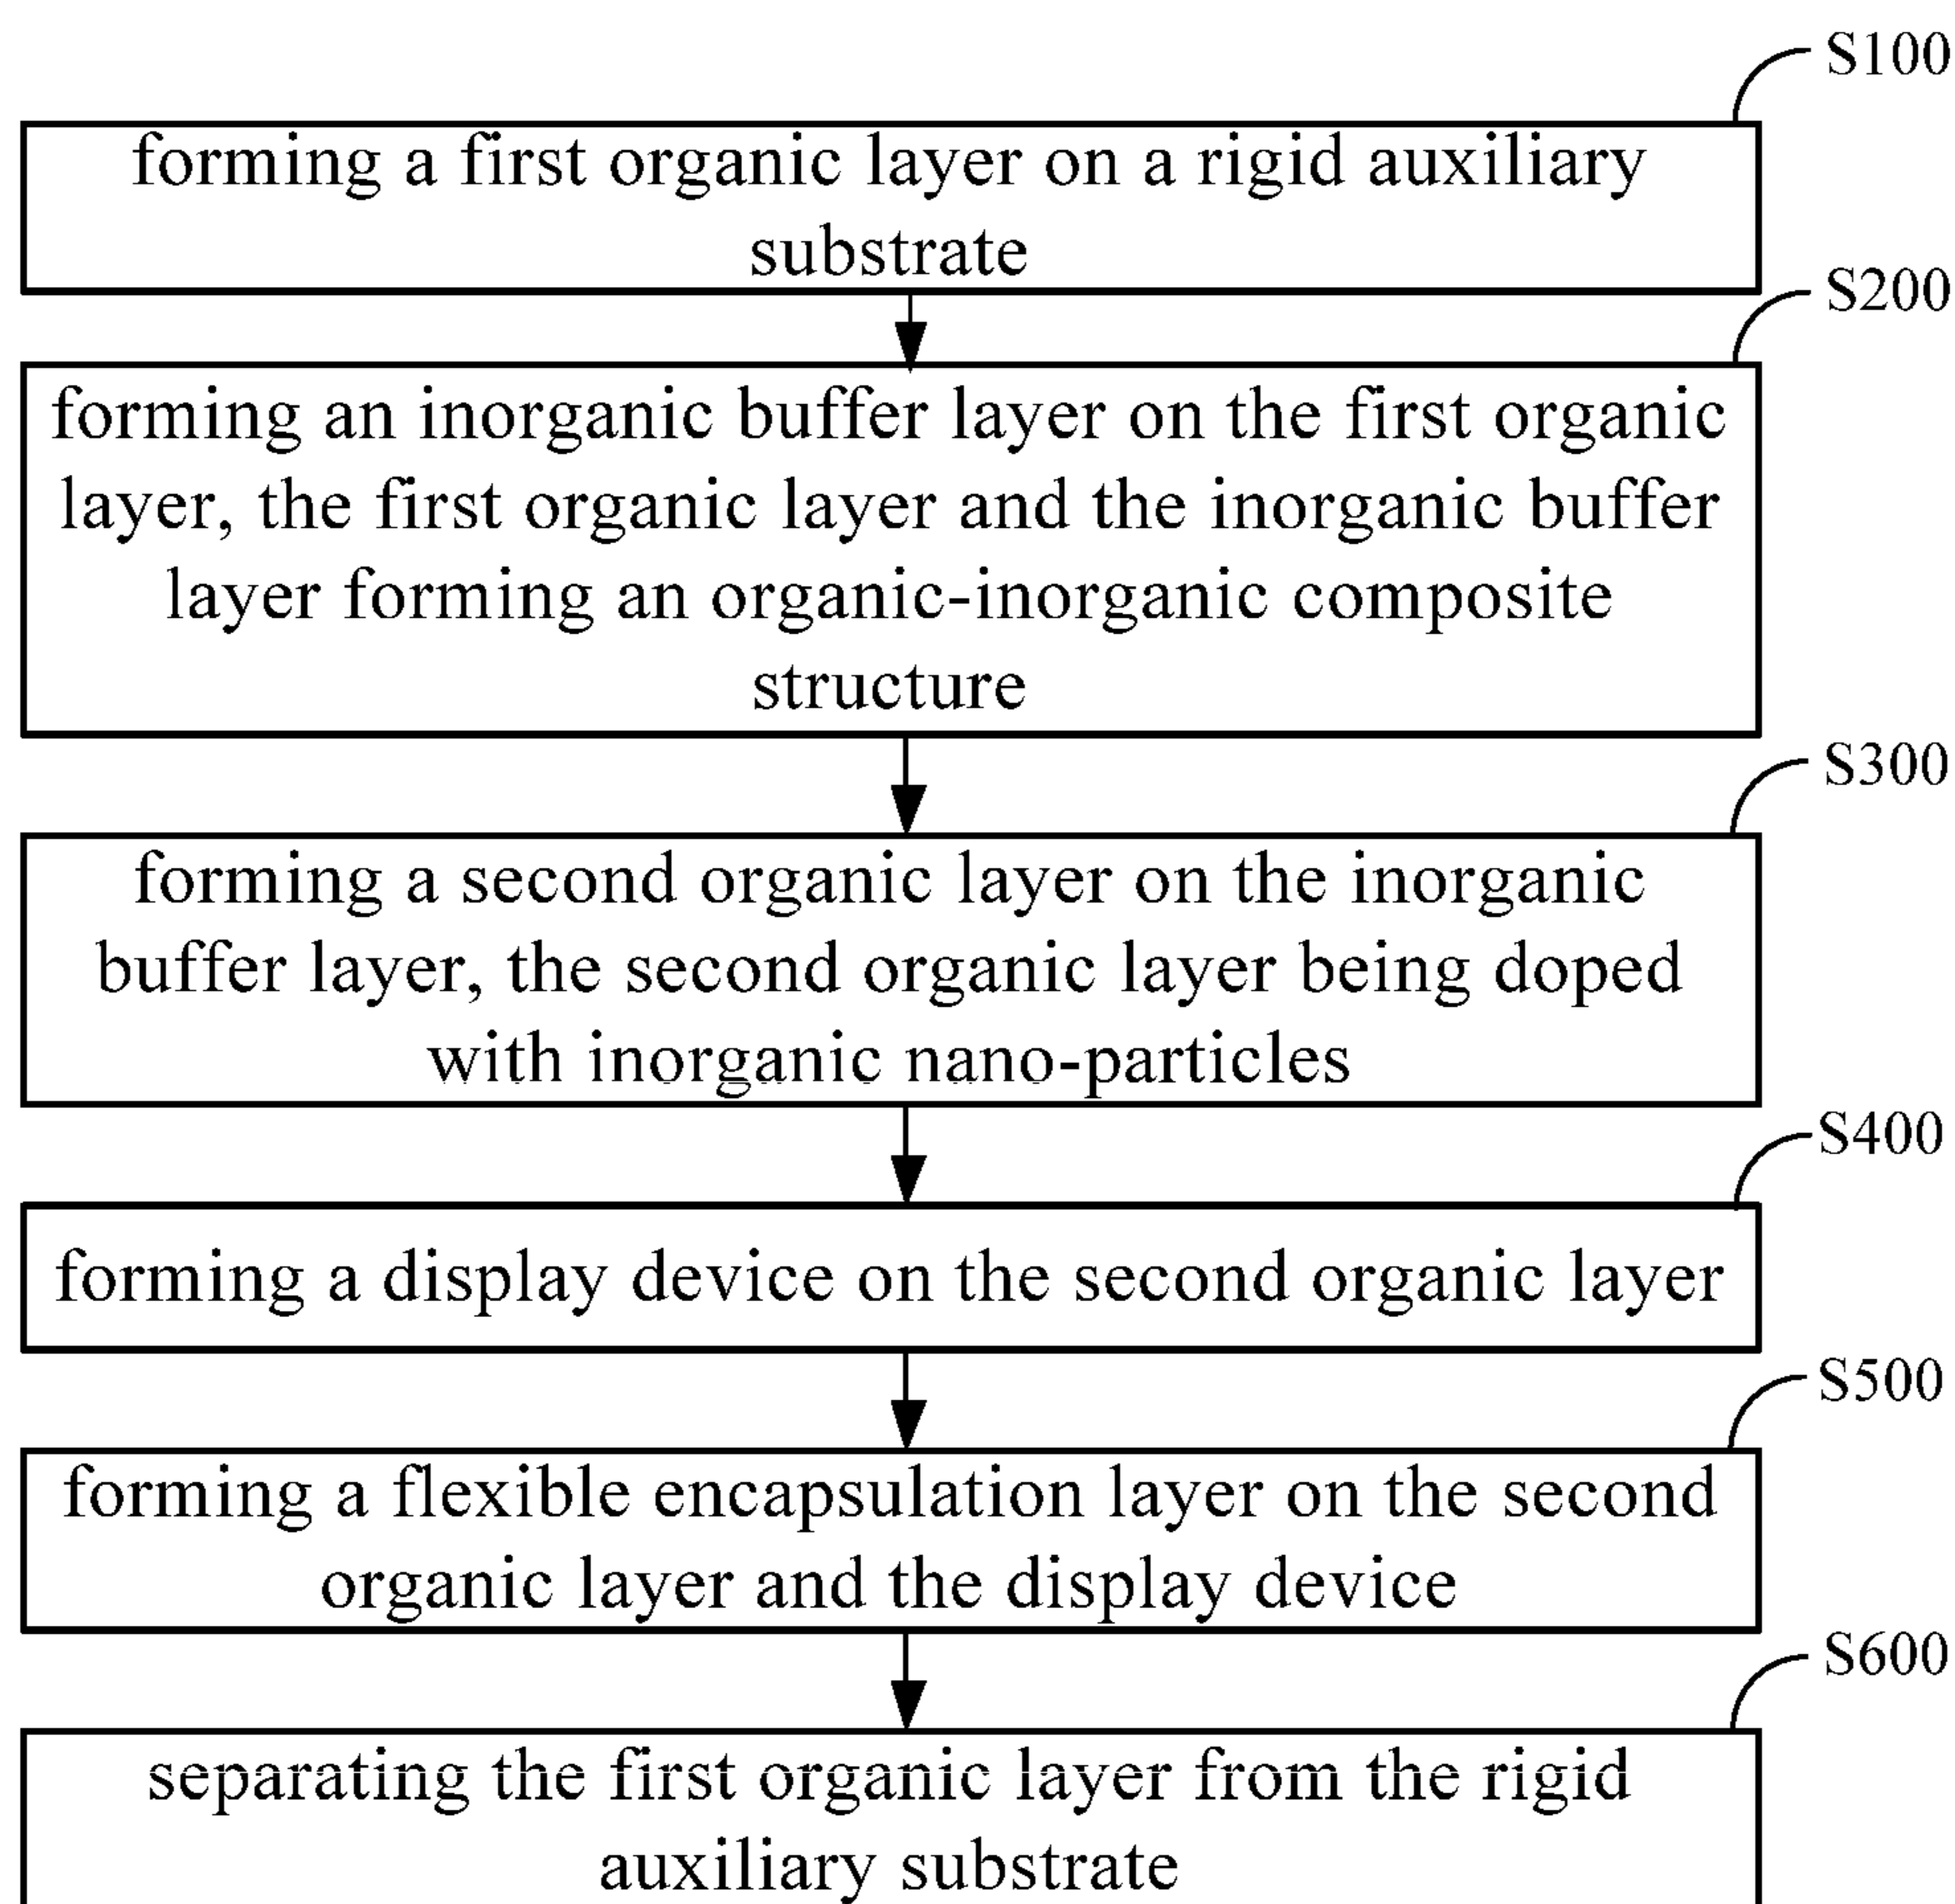 S100
forming a first organic layer on a rigid auxiliary
substrate
S200
forming an inorganic buffer layer on the first organic
layer, the first organic layer and the inorganic buffer
layer forming an organic-inorganic composite
structure
S300
forming a second organic layer on the inorganic
buffer layer, the second organic layer being doped
with inorganic nano-particles
S400
forming a display device on the second organic layer
S500
forming a flexible encapsulation layer on the second
organic layer and the display device
S600
separating the first organic layer from the rigid
auxiliary substrate